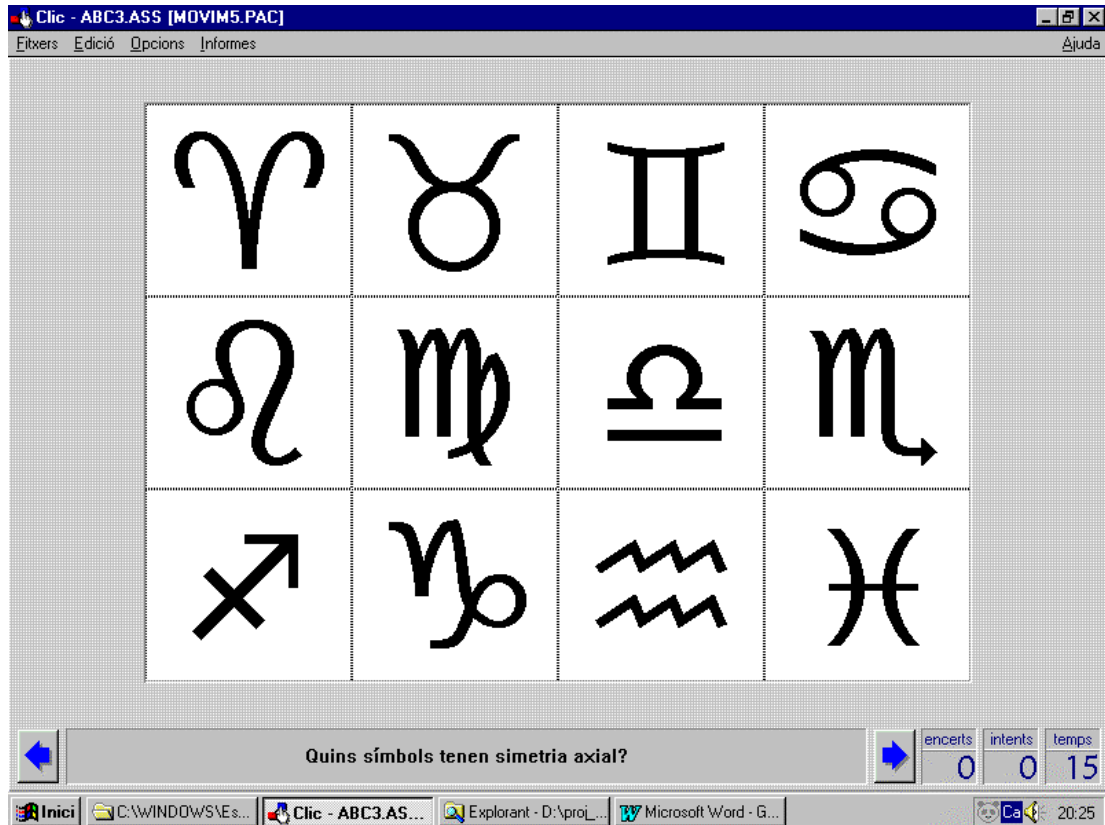 Clic - ABC3.ASS [MOVIM5.PAC]
Fitxers Edició Opcions Informes Ajuda
♈ ♉ ♊ ♋
♌ ♍ ♎ ♏
♐ ♑ ♒ ♓
Quins símbols tenen simetria axial?
encerts intents temps
0 0 15
Inici C:\WINDOWS\Es... Clic - ABC3.AS... Explorant - D:\proj_... Microsoft Word - G... Ca 20:25